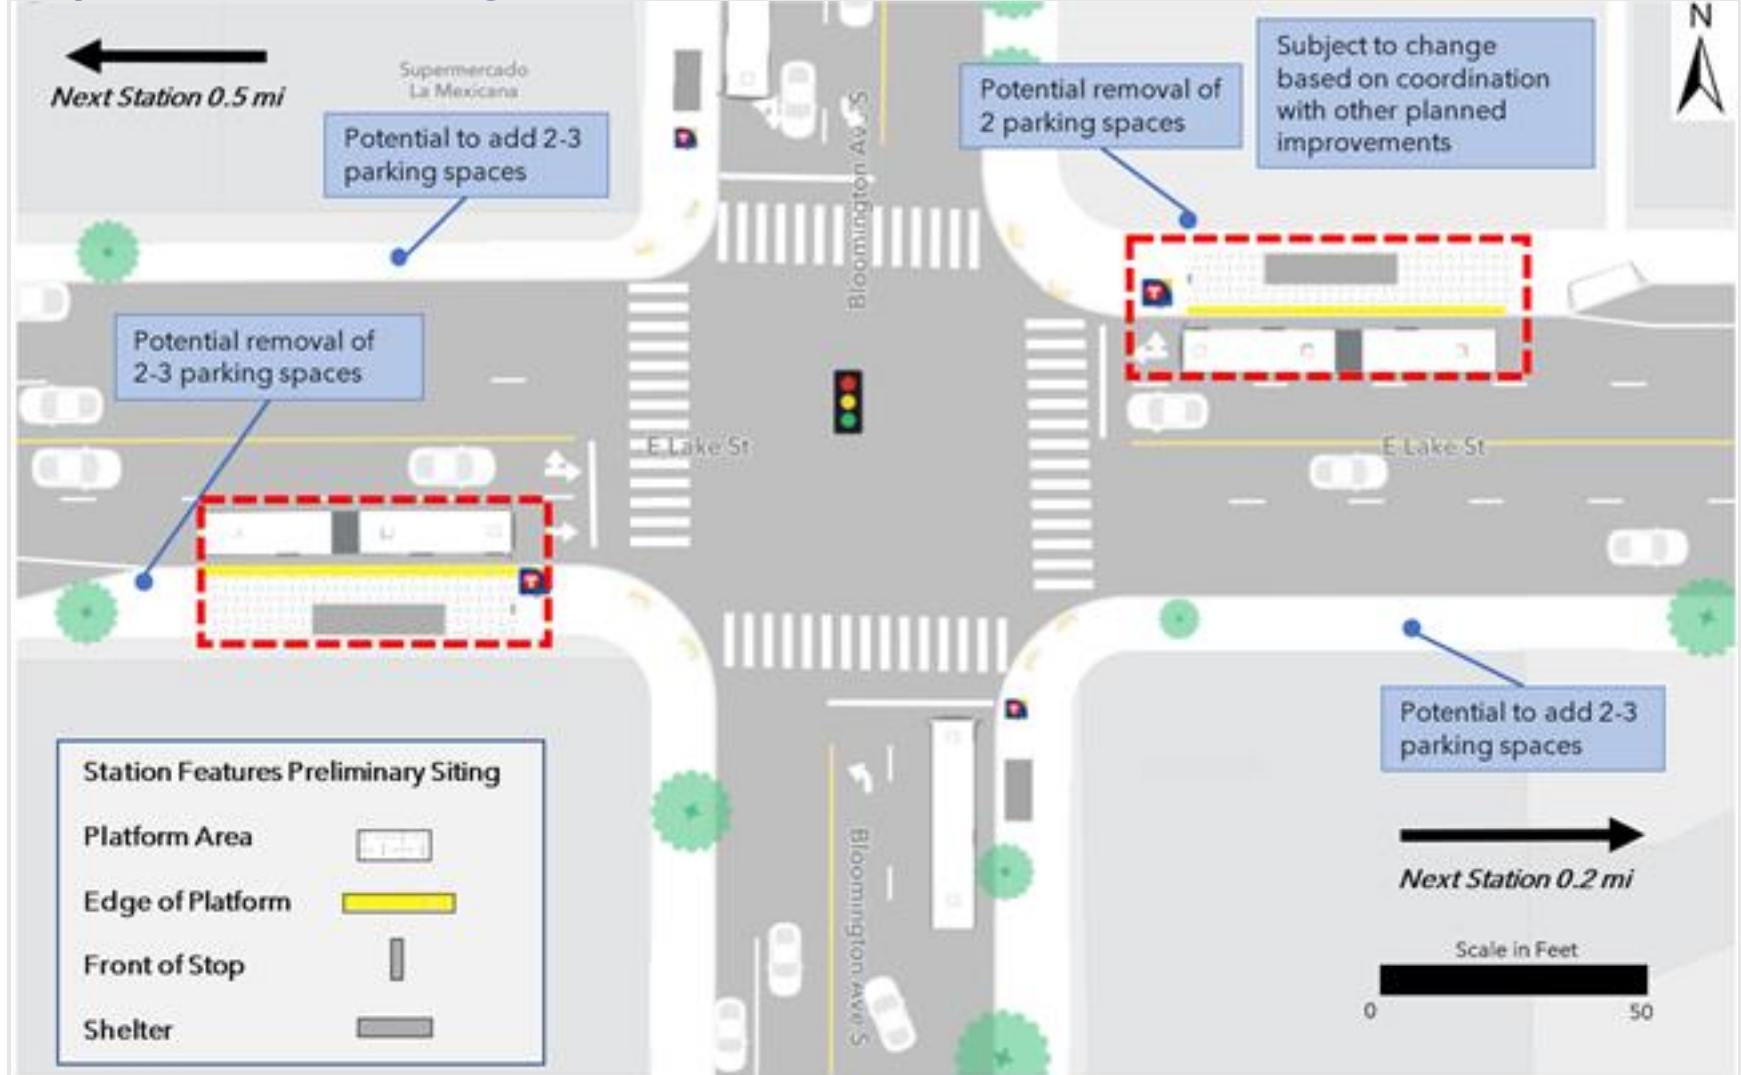 Next Station 0.5 mi
Supermercado
La Mexicana
Potential to add 2-3
parking spaces
Bloomington Av S
Potential removal of
2 parking spaces
Subject to change
based on coordination
with other planned
improvements
N
Potential removal of
2-3 parking spaces
E Lake St
E Lake St
Station Features Preliminary Siting
Platform Area
Edge of Platform
Front of Stop
Shelter
Bloomington Ave S
Potential to add 2-3
parking spaces
Next Station 0.2 mi
Scale in Feet
0
50